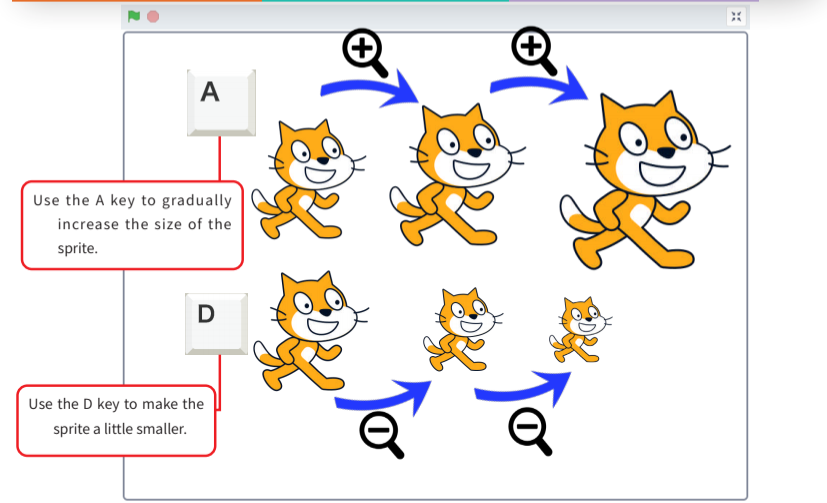 A
Use the A key to gradually
increase the size of the
sprite.
D
Use the D key to make the
sprite a little smaller.